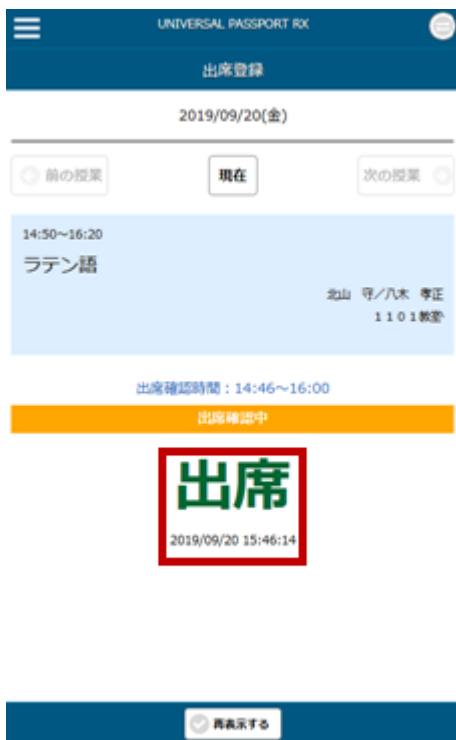 UNIVERSAL PASSPORT RX
出席登録
2019/09/20(金)
前の授業
現在
次の授業
14:50～16:20
ラテン語
北山 守／八木 孝正
１１０１教室
出席確認時間：14:46～16:00
出席確認中
出席
2019/09/20 15:46:14
再表示する